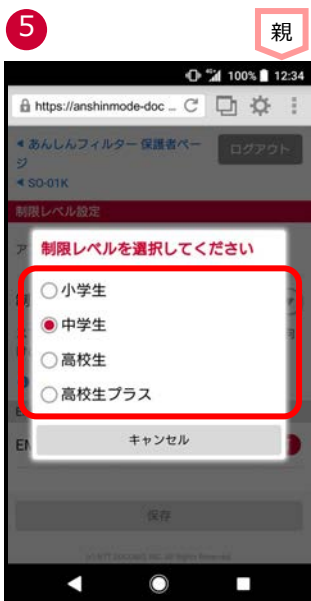 5
親
100% 12:34
https://anshinmode-doc ...
あんしんフィルター 保護者ペー
ジ
ログアウト
SO-01K
制限レベル設定
ア
制限レベルを選択してください
小学生
中学生
高校生
高校生プラス
キャンセル
EM
保存